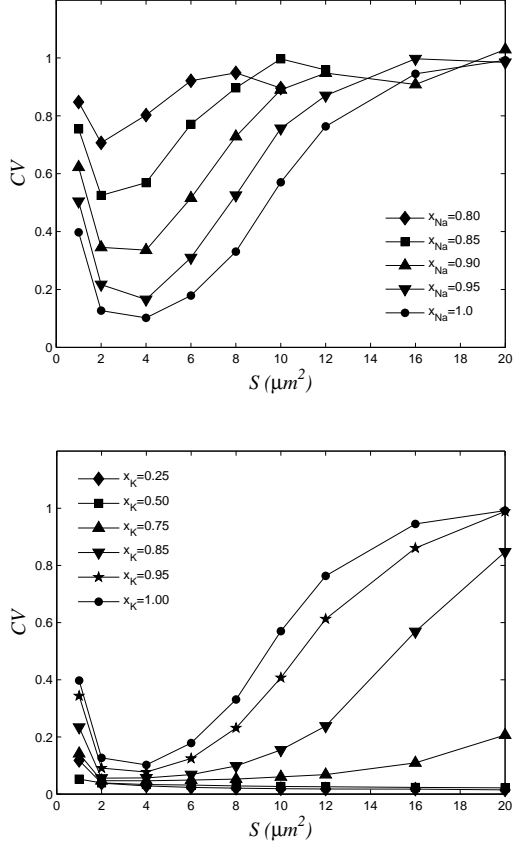 1
0.8
0.6
0.4
0.2
0
CV
x_Na=0.80
x_Na=0.85
x_Na=0.90
x_Na=0.95
x_Na=1.0
0 2 4 6 8 10 12 14 16 18 20
S (μm²)
x_K=0.25
x_K=0.50
x_K=0.75
x_K=0.85
x_K=0.95
x_K=1.00
1
0.8
0.6
0.4
0.2
0
CV
0 2 4 6 8 10 12 14 16 18 20
S (μm²)